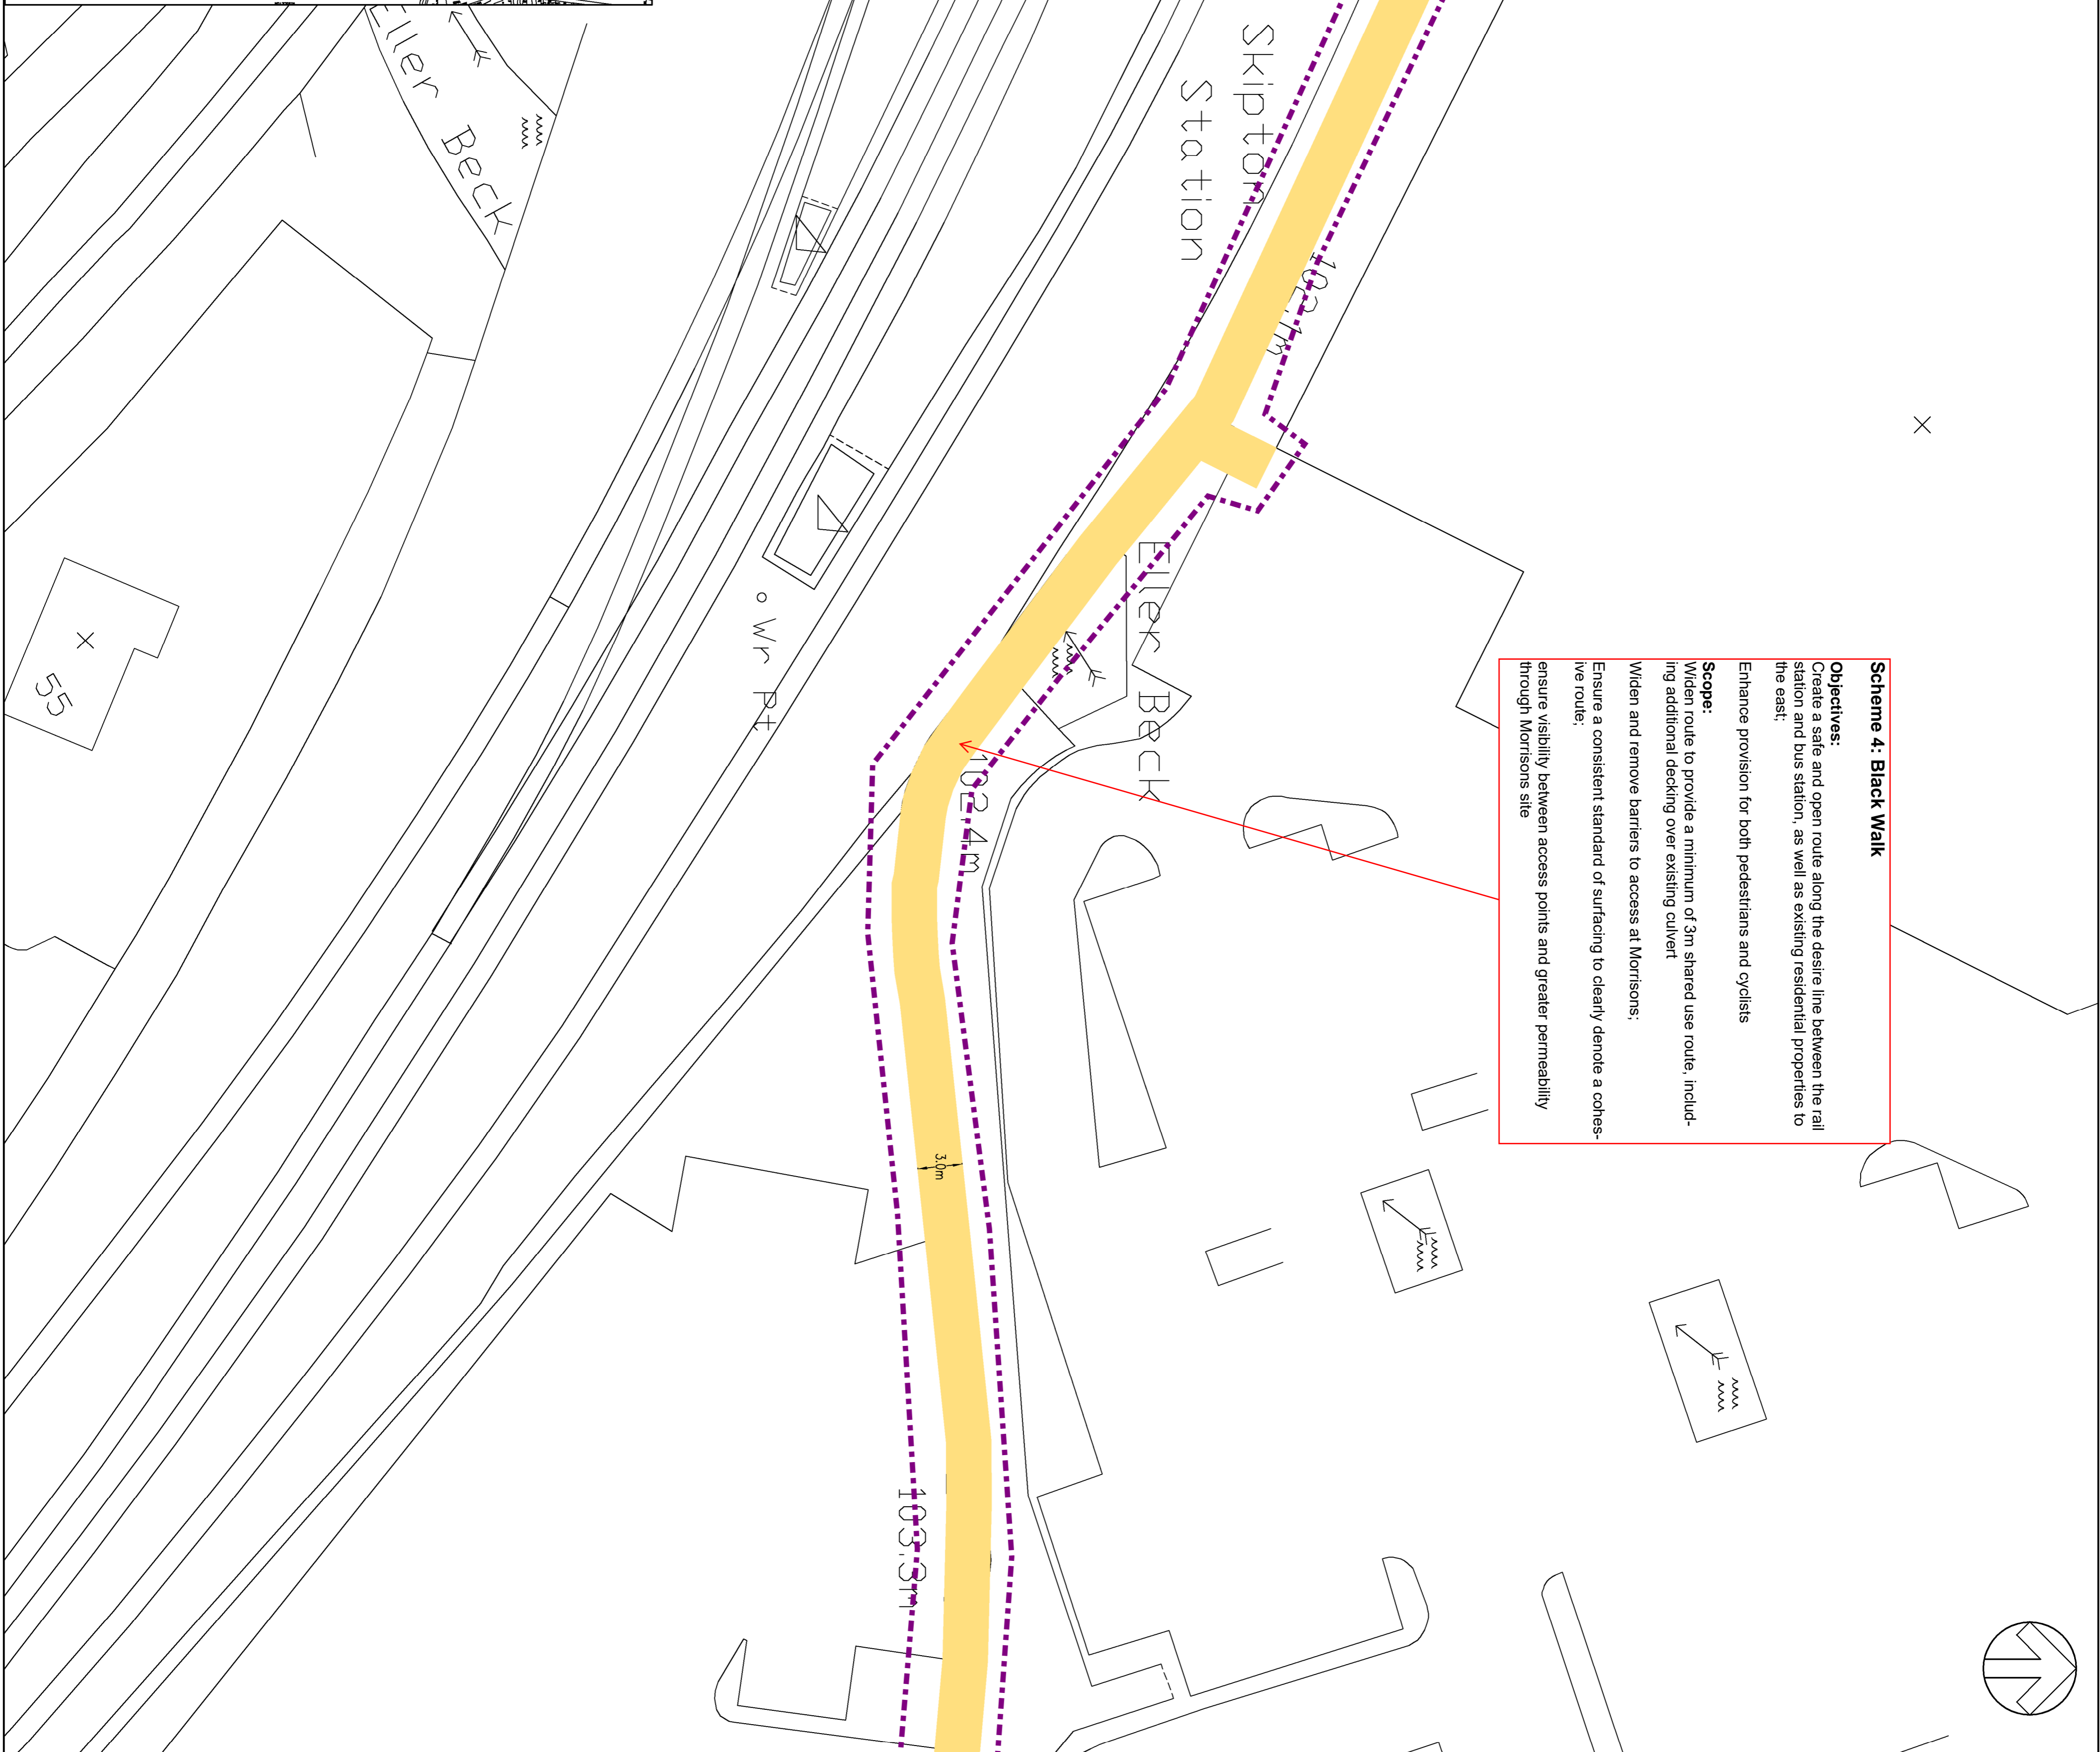 Scheme 4: Black Walk
Objectives:
Create a safe and open route along the desire line between the rail
station and bus station, as well as existing residential properties to
the east;
Enhance provision for both pedestrians and cyclists
Scope:
Widen route to provide a minimum of 3m shared use route, includ-
ing additional decking over existing culvert
Widen and remove barriers to access at Morrisons;
Ensure a consistent standard of surfacing to clearly denote a cohes-
ive route;
ensure visibility between access points and greater permeability
through Morrisons site
Skipton
Station
Eller Beck
102.4m
Wr Pt
Eller Beck
55
3.0m
103.3m